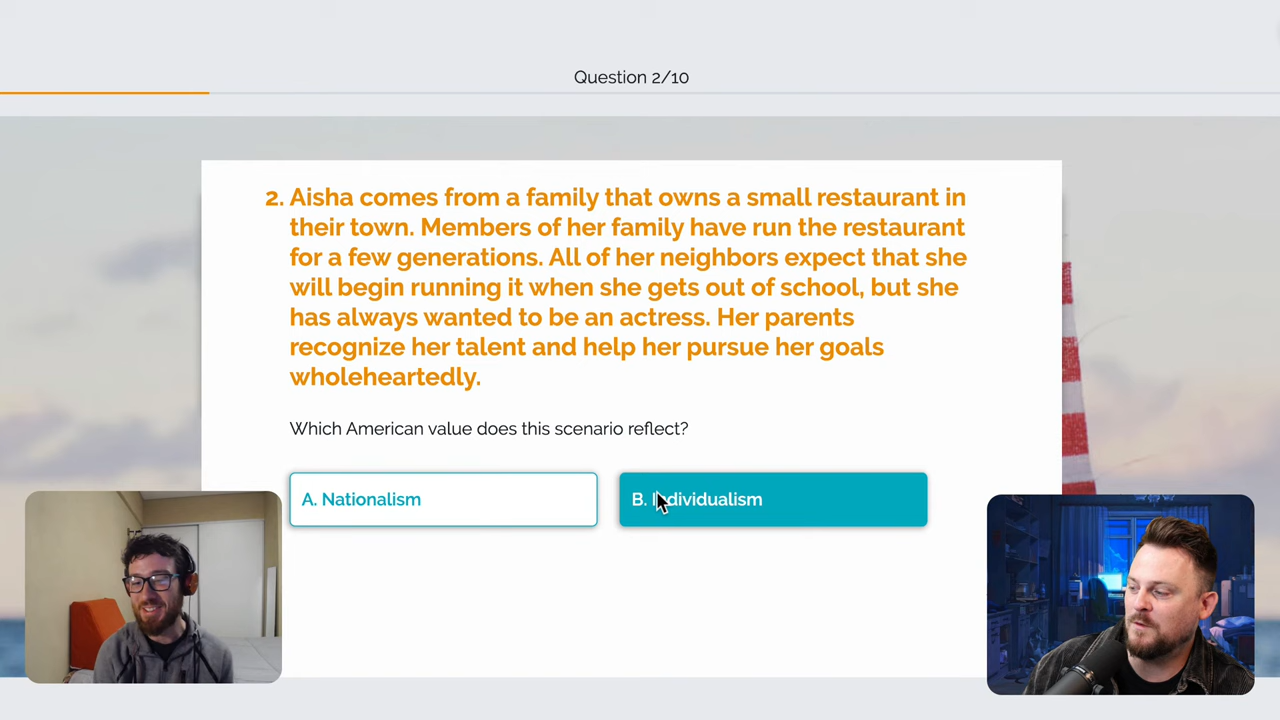 Question 2/10
2. Aisha comes from a family that owns a small restaurant in
their town. Members of her family have run the restaurant
for a few generations. All of her neighbors expect that she
will begin running it when she gets out of school, but she
has always wanted to be an actress. Her parents
recognize her talent and help her pursue her goals
wholeheartedly.
Which American value does this scenario reflect?
A. Nationalism
B. Individualism